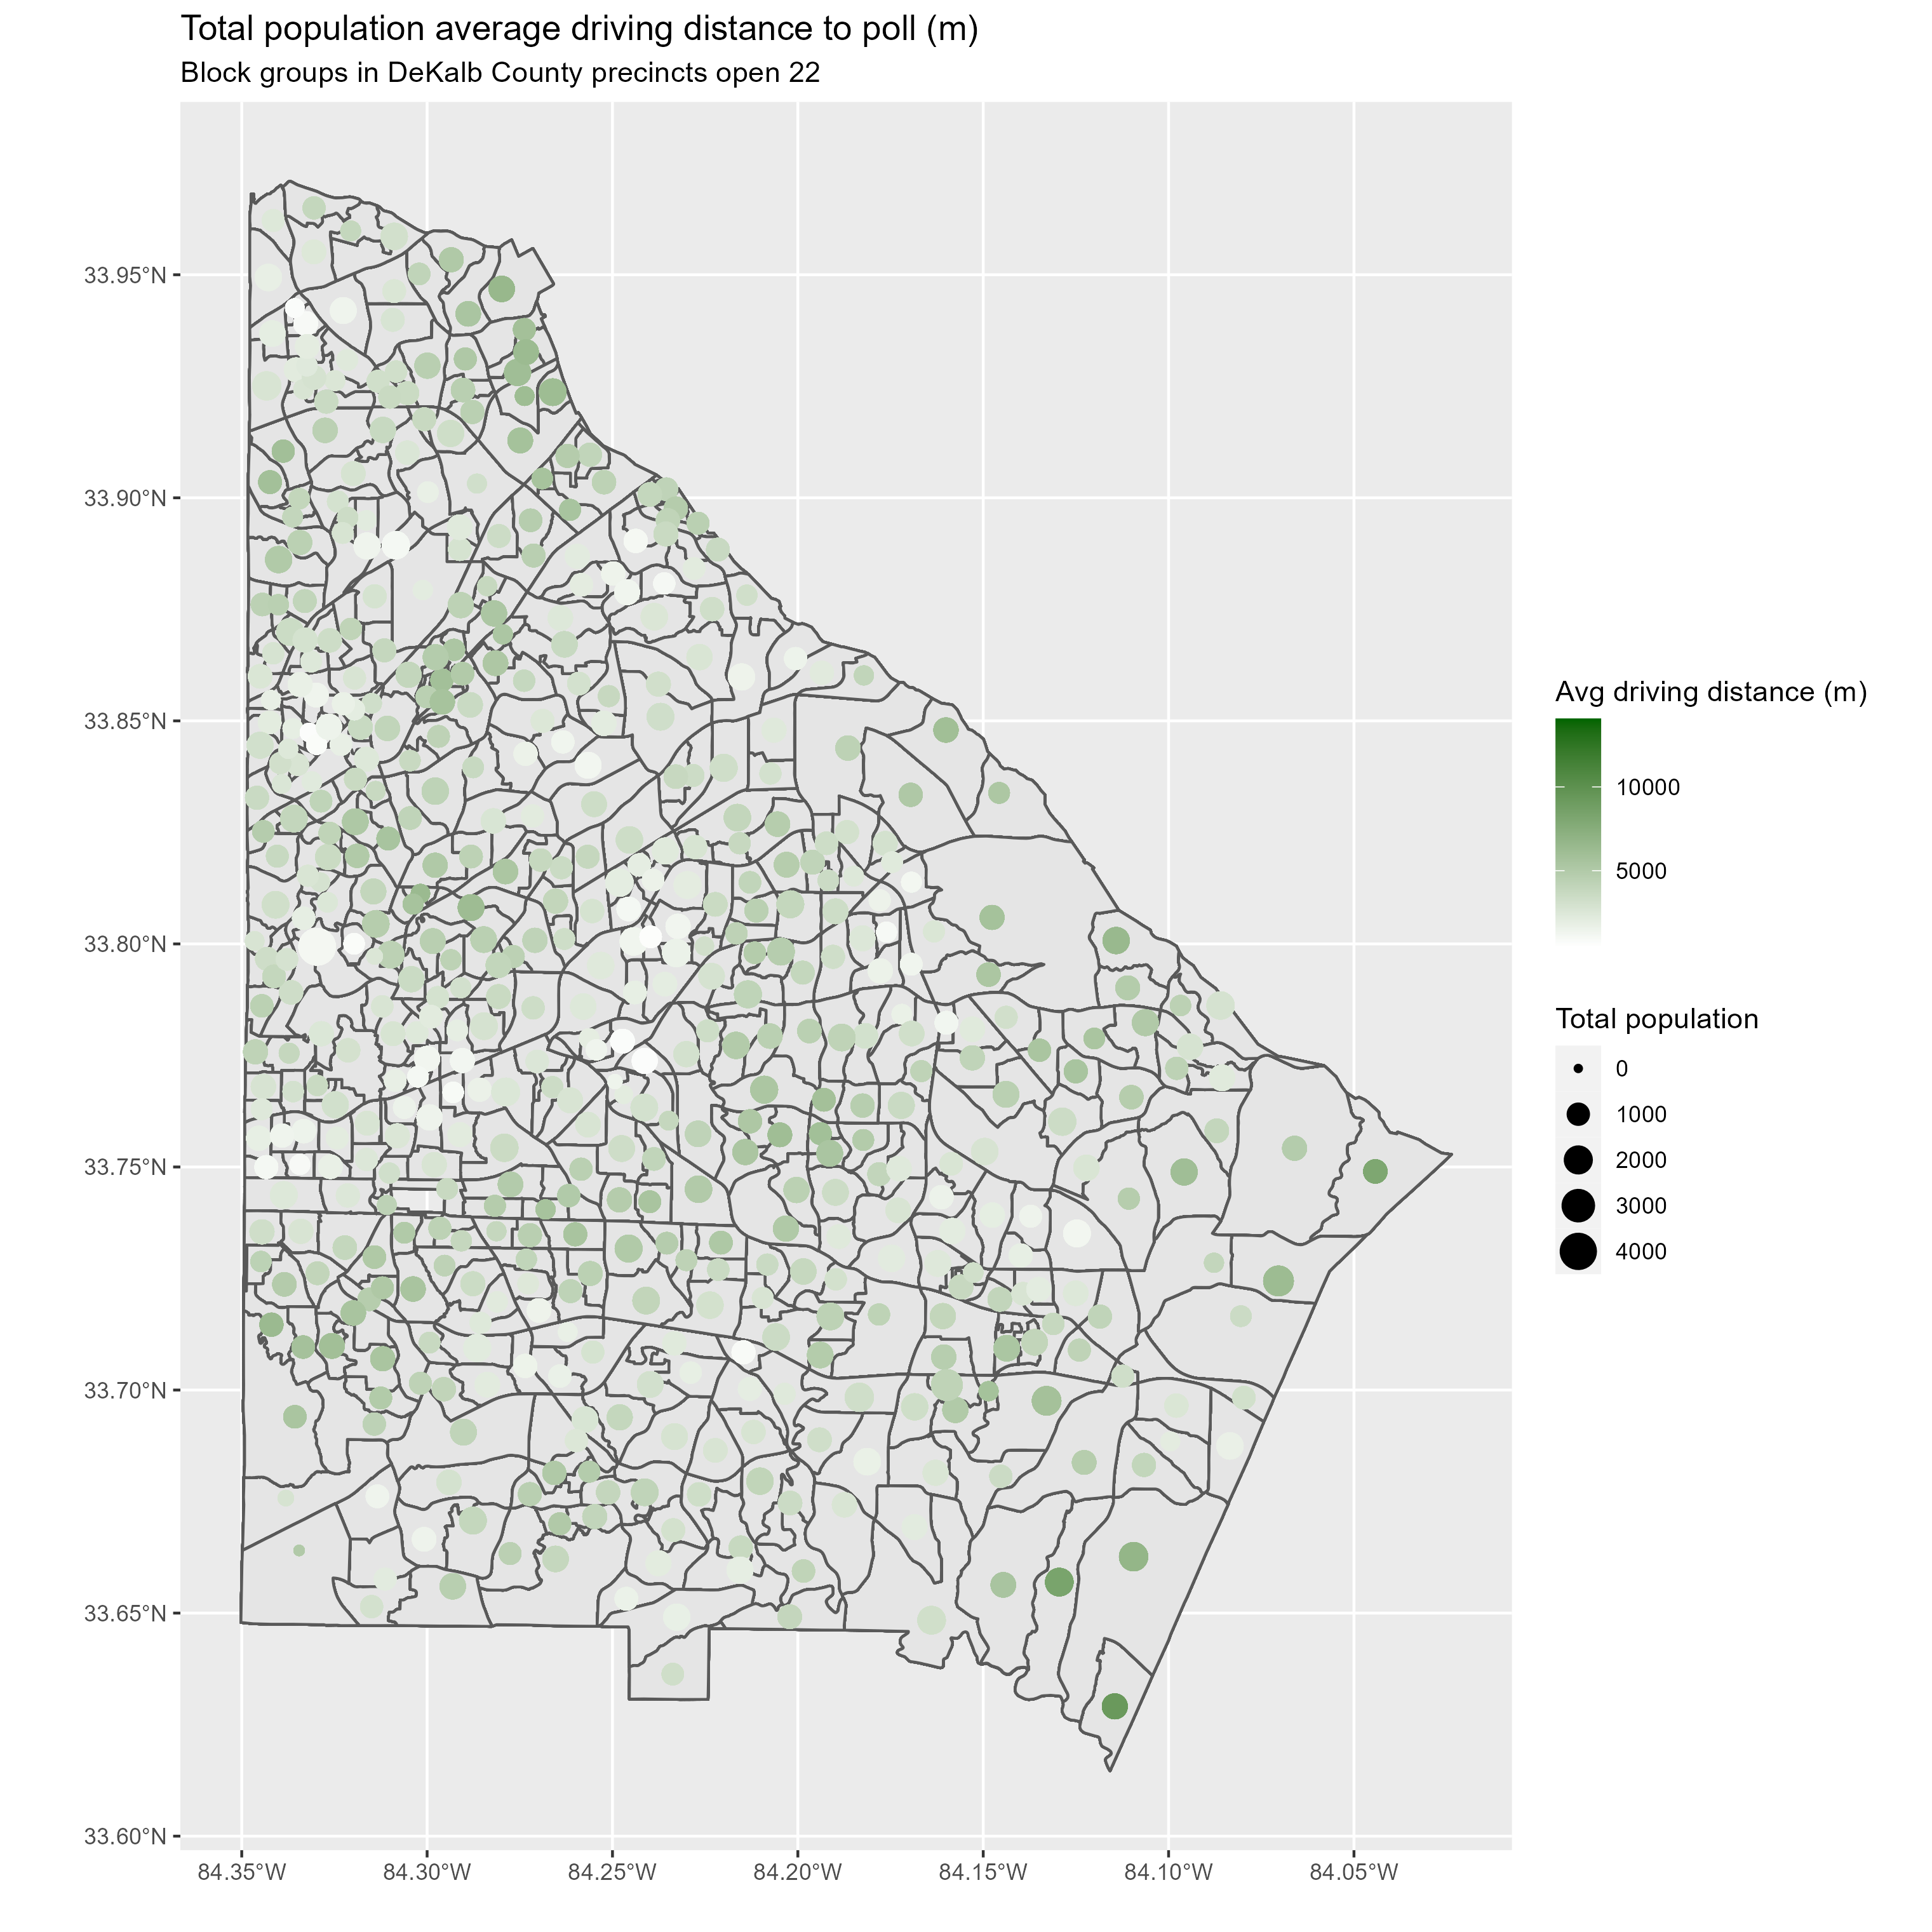 Total population average driving distance to poll (m)
Block groups in DeKalb County precincts open 22
33.95°N
33.90°N
33.85°N
33.80°N
33.75°N
33.70°N
33.65°N
33.60°N
84.35°W
84.30°W
84.25°W
84.20°W
84.15°W
84.10°W
84.05°W
Avg driving distance (m)
10000
5000
Total population
0
1000
2000
3000
4000